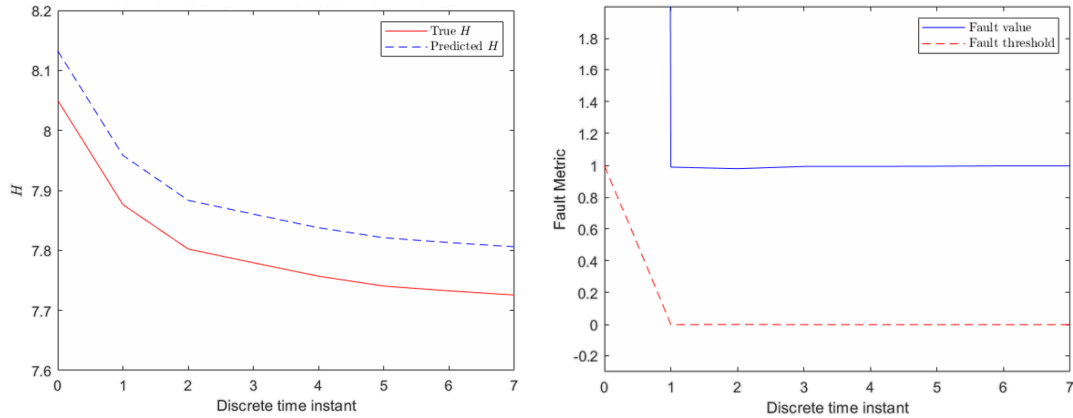 8.2
8.1
8
7.9
7.8
7.7
7.6
H
0 1 2 3 4 5 6 7
Discrete time instant
True H
Predicted H
1.8
1.6
1.4
1.2
1
0.8
0.6
0.4
0.2
0
-0.2
Fault Metric
0 1 2 3 4 5 6 7
Discrete time instant
Fault value
Fault threshold